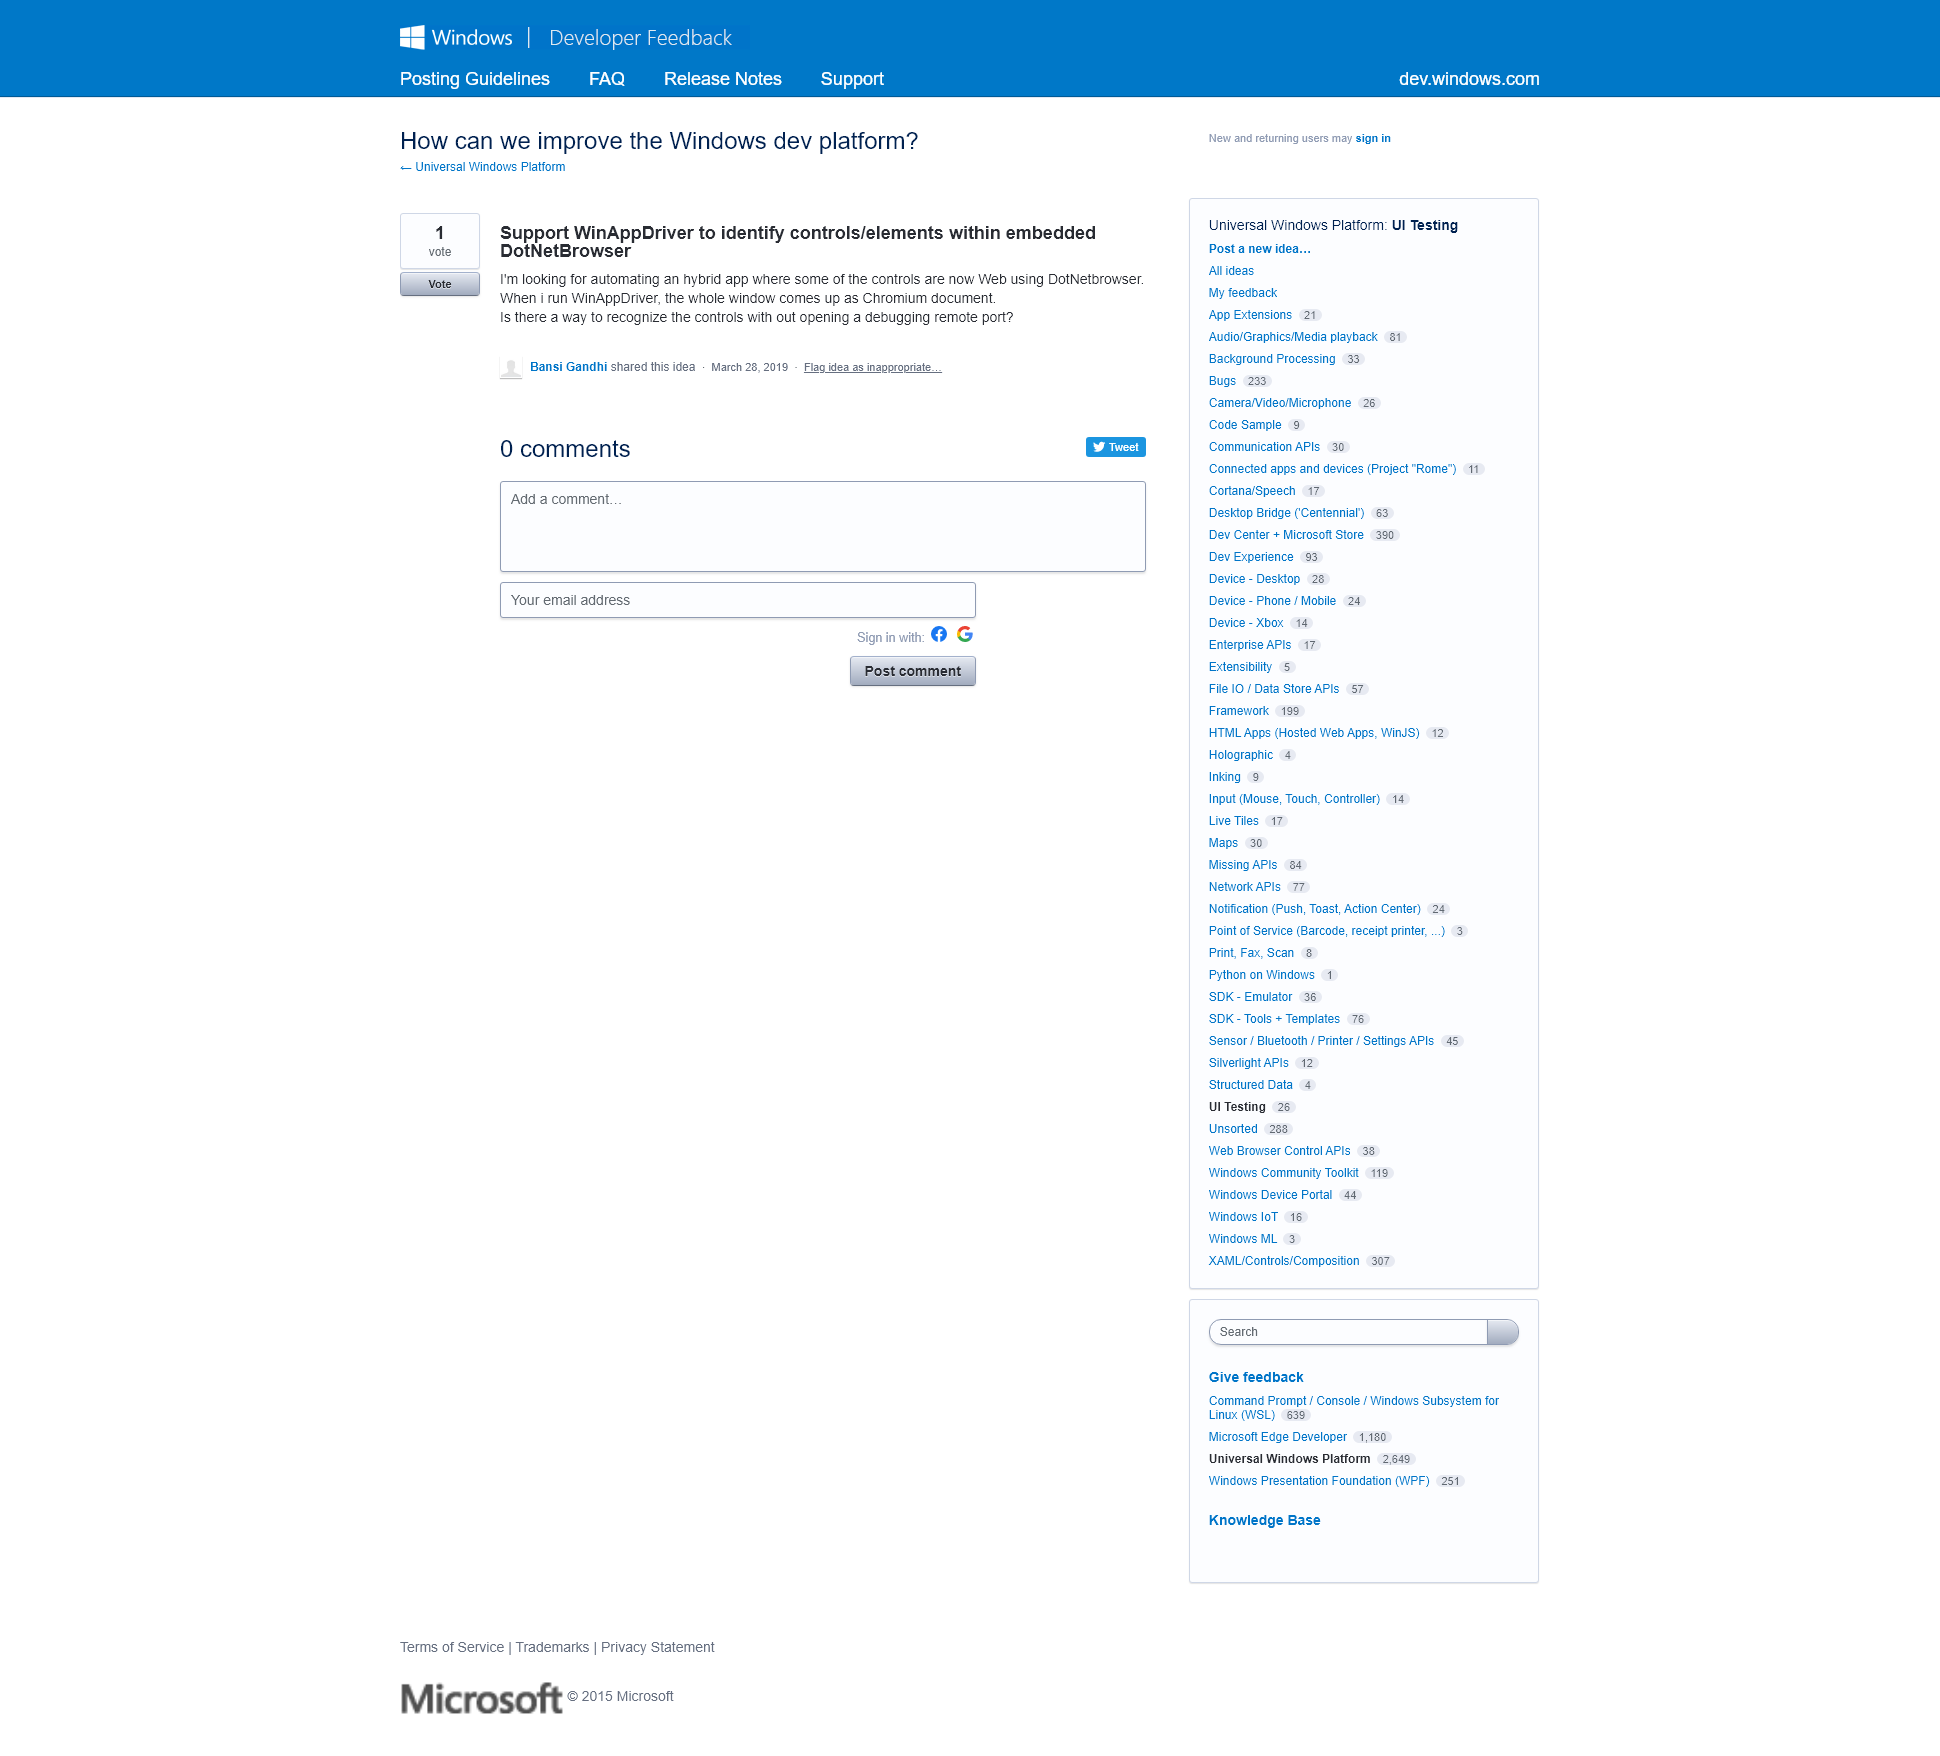 Windows | Developer Feedback
Posting Guidelines FAQ Release Notes Support dev.windows.com
How can we improve the Windows dev platform?
← Universal Windows Platform
New and returning users may sign in
1
vote
Vote
Support WinAppDriver to identify controls/elements within embedded
DotNetBrowser
I'm looking for automating an hybrid app where some of the controls are now Web using DotNetbrowser.
When i run WinAppDriver, the whole window comes up as Chromium document.
Is there a way to recognize the controls with out opening a debugging remote port?
Bansi Gandhi shared this idea · March 28, 2019 · Flag idea as inappropriate…
0 comments
Tweet
Add a comment…
Your email address
Sign in with:
Post comment
Universal Windows Platform: UI Testing
Post a new idea…
All ideas
My feedback
App Extensions 21
Audio/Graphics/Media playback 81
Background Processing 33
Bugs 233
Camera/Video/Microphone 26
Code Sample 9
Communication APIs 30
Connected apps and devices (Project "Rome") 11
Cortana/Speech 17
Desktop Bridge ('Centennial') 63
Dev Center + Microsoft Store 390
Dev Experience 93
Device - Desktop 28
Device - Phone / Mobile 24
Device - Xbox 14
Enterprise APIs 17
Extensibility 5
File IO / Data Store APIs 57
Framework 199
HTML Apps (Hosted Web Apps, WinJS) 12
Holographic 4
Inking 9
Input (Mouse, Touch, Controller) 14
Live Tiles 17
Maps 30
Missing APIs 84
Network APIs 77
Notification (Push, Toast, Action Center) 24
Point of Service (Barcode, receipt printer, ...) 3
Print, Fax, Scan 8
Python on Windows 1
SDK - Emulator 36
SDK - Tools + Templates 76
Sensor / Bluetooth / Printer / Settings APIs 45
Silverlight APIs 12
Structured Data 4
UI Testing 26
Unsorted 288
Web Browser Control APIs 38
Windows Community Toolkit 119
Windows Device Portal 44
Windows IoT 16
Windows ML 3
XAML/Controls/Composition 307
Search
Give feedback
Command Prompt / Console / Windows Subsystem for
Linux (WSL) 639
Microsoft Edge Developer 1,180
Universal Windows Platform 2,649
Windows Presentation Foundation (WPF) 251
Knowledge Base
Terms of Service | Trademarks | Privacy Statement
Microsoft © 2015 Microsoft